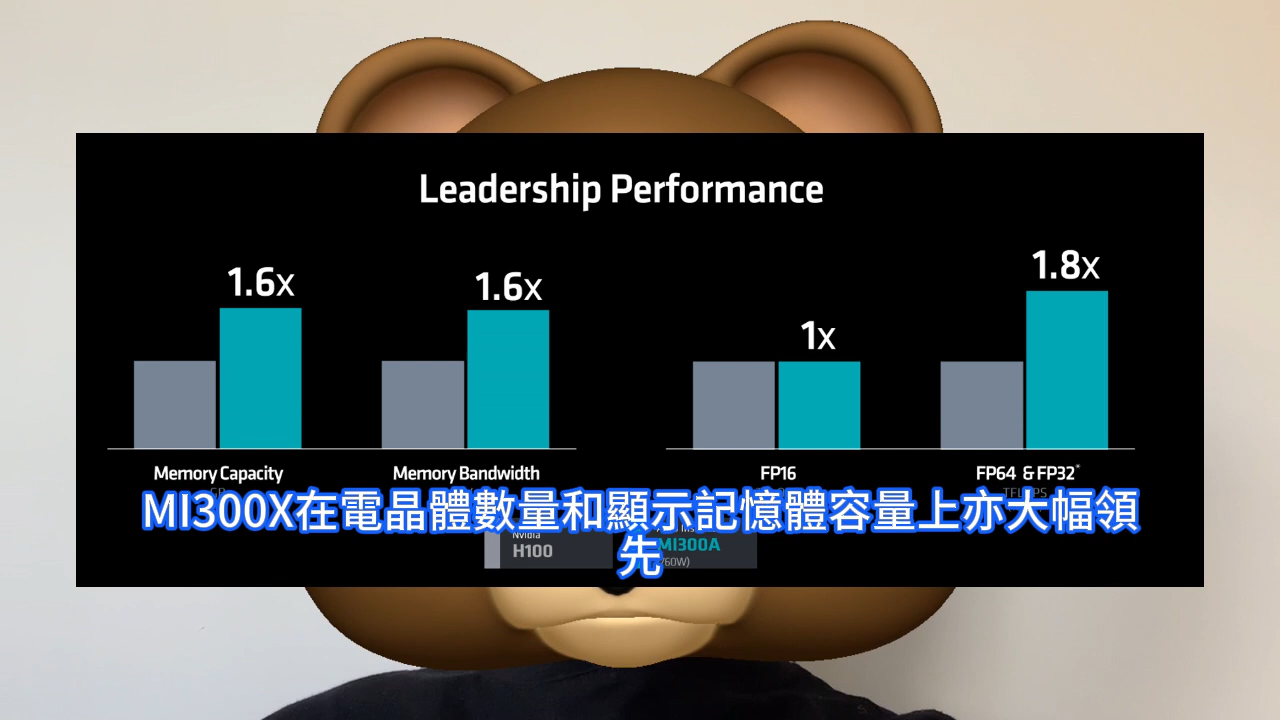 Leadership Performance
1.6x
1.6x
1x
1.8x
Memory Capacity
Memory Bandwidth
FP16
FP64 & FP32*
MI300X在電晶體數量和顯示記憶體容量上亦大幅領
先
Nvidia
H100
MI300A